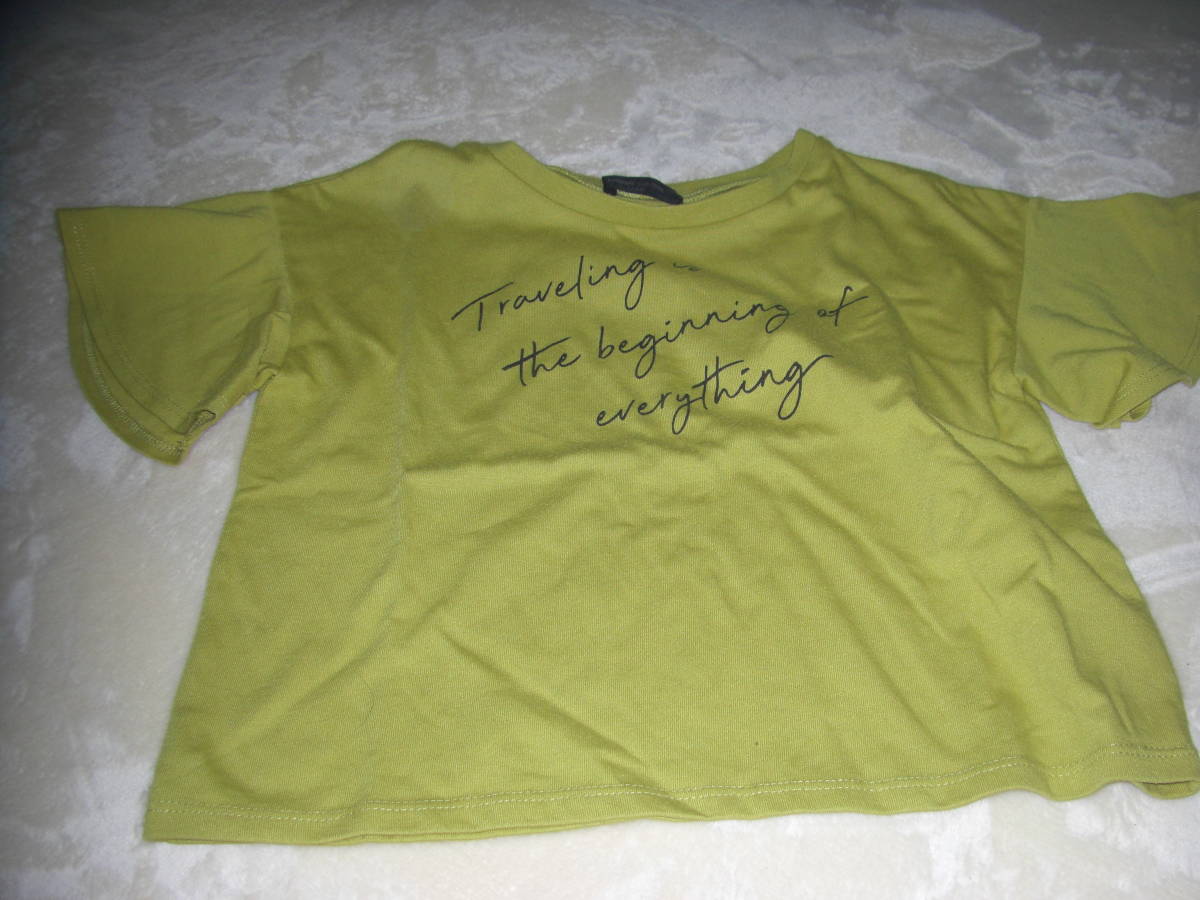 Traveling
the beginning of
everything